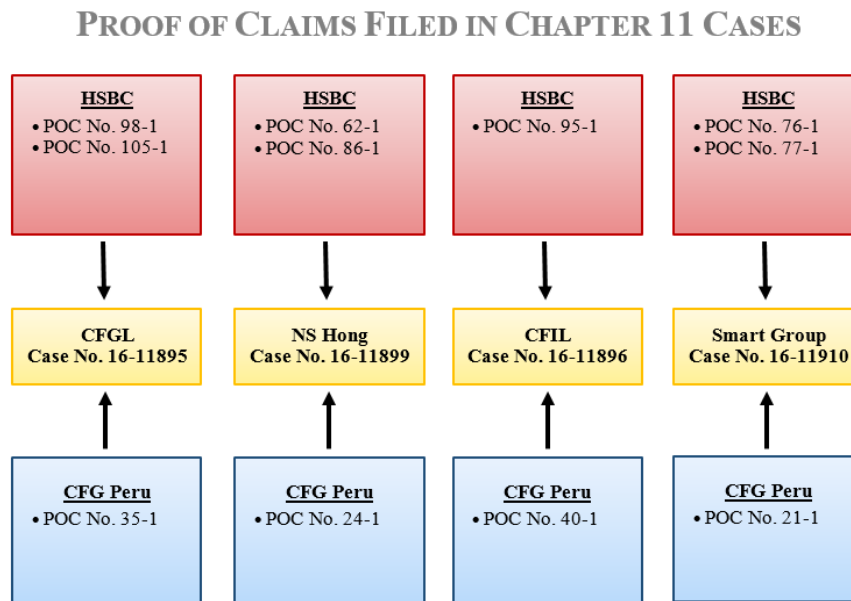 PROOF OF CLAIMS FILED IN CHAPTER 11 CASES
HSBC
• POC No. 98-1
• POC No. 105-1
HSBC
• POC No. 62-1
• POC No. 86-1
HSBC
• POC No. 95-1
HSBC
• POC No. 76-1
• POC No. 77-1
CFGL
Case No. 16-11895
NS Hong
Case No. 16-11899
CFIL
Case No. 16-11896
Smart Group
Case No. 16-11910
CFG Peru
• POC No. 35-1
CFG Peru
• POC No. 24-1
CFG Peru
• POC No. 40-1
CFG Peru
• POC No. 21-1